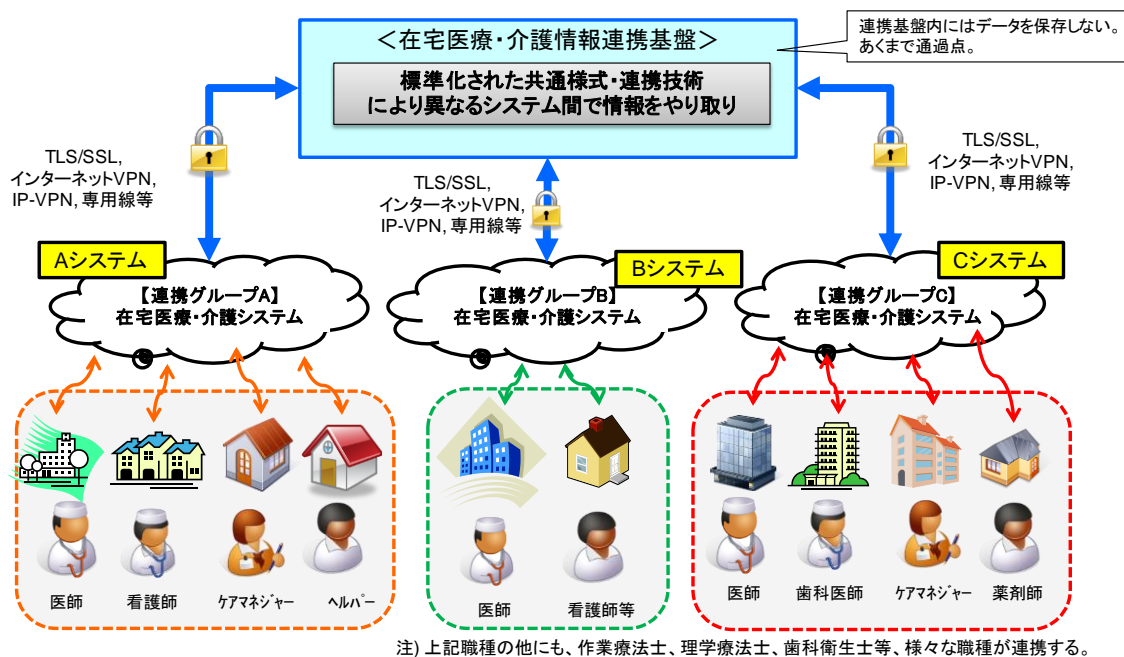 ＜在宅医療・介護情報連携基盤＞
標準化された共通様式・連携技術
により異なるシステム間で情報をやり取り
連携基盤内にはデータを保存しない。
あくまで通過点。
TLS/SSL,
インターネットVPN,
IP-VPN, 専用線等
TLS/SSL,
インターネットVPN,
IP-VPN, 専用線等
TLS/SSL,
インターネットVPN,
IP-VPN, 専用線等
Aシステム
【連携グループA】
在宅医療・介護システム
Bシステム
【連携グループB】
在宅医療・介護システム
Cシステム
【連携グループC】
在宅医療・介護システム
医師
看護師
ｹｱﾏﾈｼﾞｬｰ
ﾍﾙﾊﾟｰ
医師
看護師等
医師
歯科医師
ｹｱﾏﾈｼﾞｬｰ
薬剤師
注) 上記職種の他にも、作業療法士、理学療法士、歯科衛生士等、様々な職種が連携する。